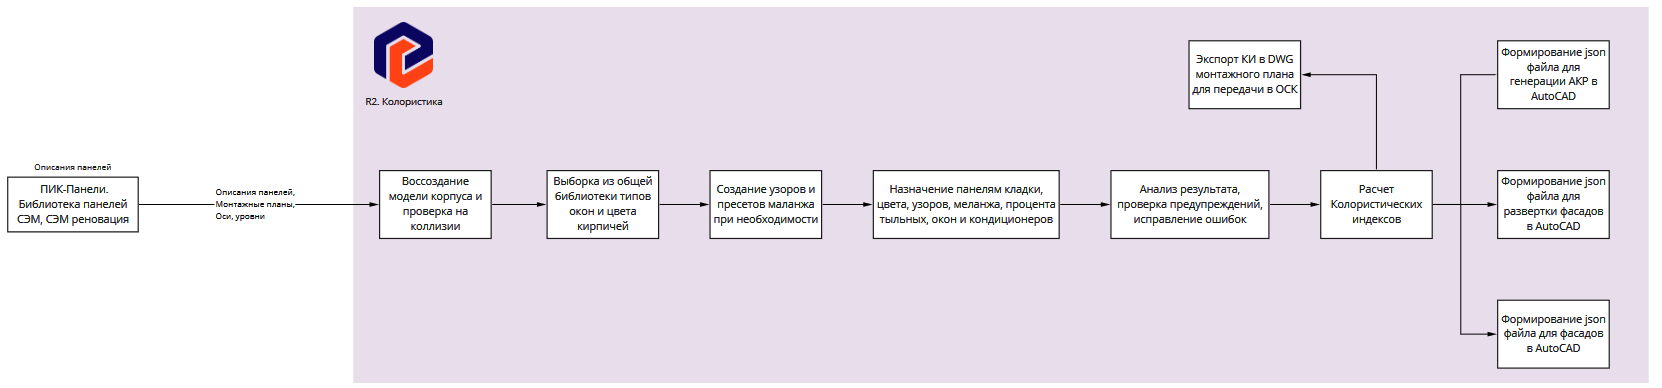 R2. Колористика
Описания панелей
ПИК-Панели.
Библиотека панелей
СЭМ, СЭМ реновация
Описания панелей,
Монтажные планы,
Оси, уровни
Воссоздание
модели корпуса и
проверка на
коллизии
Выборка из общей
библиотеки типов
окон и цвета
кирпичей
Создание узоров и
пресетов маланжа
при необходимости
Назначение панелям кладки,
цвета, узоров, меланжа, процента
тыльных, окон и кондиционеров
Анализ результата,
проверка предупреждений,
исправление ошибок
Расчет
Колористических
индексов
Экспорт КИ в DWG
монтажного плана
для передачи в ОСК
Формирование json
файла для
генерации АКР в
AutoCAD
Формирование json
файла для
развертки фасадов
в AutoCAD
Формирование json
файла для фасадов
в AutoCAD